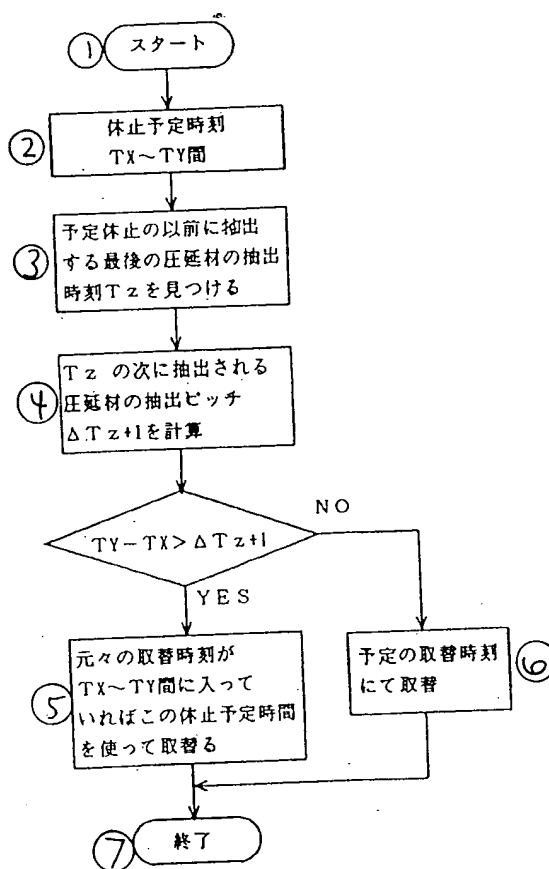 ① スタート
② 休止予定時刻
TX～TY間
③ 予定休止の以前に抽出
する最後の圧延材の抽出
時刻Tzを見つける
④ Tz の次に抽出される
圧延材の抽出ピッチ
ΔTz+1を計算
TY－TX>ΔTz+1
NO
YES
⑤ 元々の取替時刻が
TX～TY間に入って
いればこの休止予定時間
を使って取替る
⑥ 予定の取替時刻
にて取替
⑦ 終了